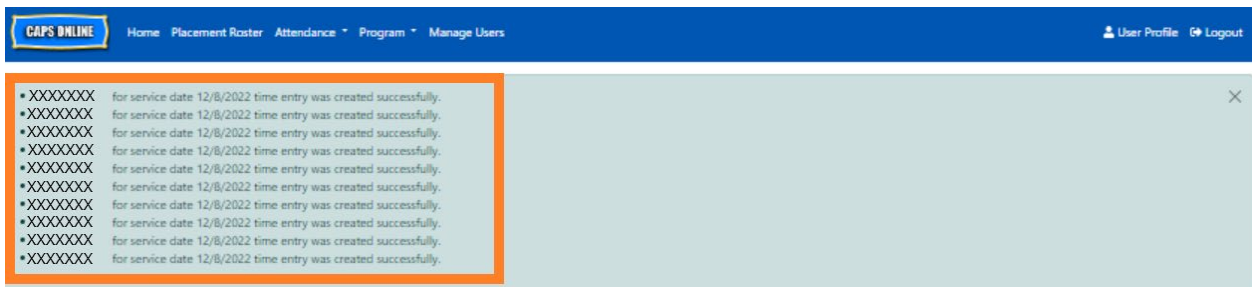 CAPS ONLINE Home Placement Roster Attendance Program Manage Users User Profile Logout
• XXXXXXX for service date 12/8/2022 time entry was created successfully.
• XXXXXXX for service date 12/8/2022 time entry was created successfully.
• XXXXXXX for service date 12/8/2022 time entry was created successfully.
• XXXXXXX for service date 12/8/2022 time entry was created successfully.
• XXXXXXX for service date 12/8/2022 time entry was created successfully.
• XXXXXXX for service date 12/8/2022 time entry was created successfully.
• XXXXXXX for service date 12/8/2022 time entry was created successfully.
• XXXXXXX for service date 12/8/2022 time entry was created successfully.
• XXXXXXX for service date 12/8/2022 time entry was created successfully.
• XXXXXXX for service date 12/8/2022 time entry was created successfully.